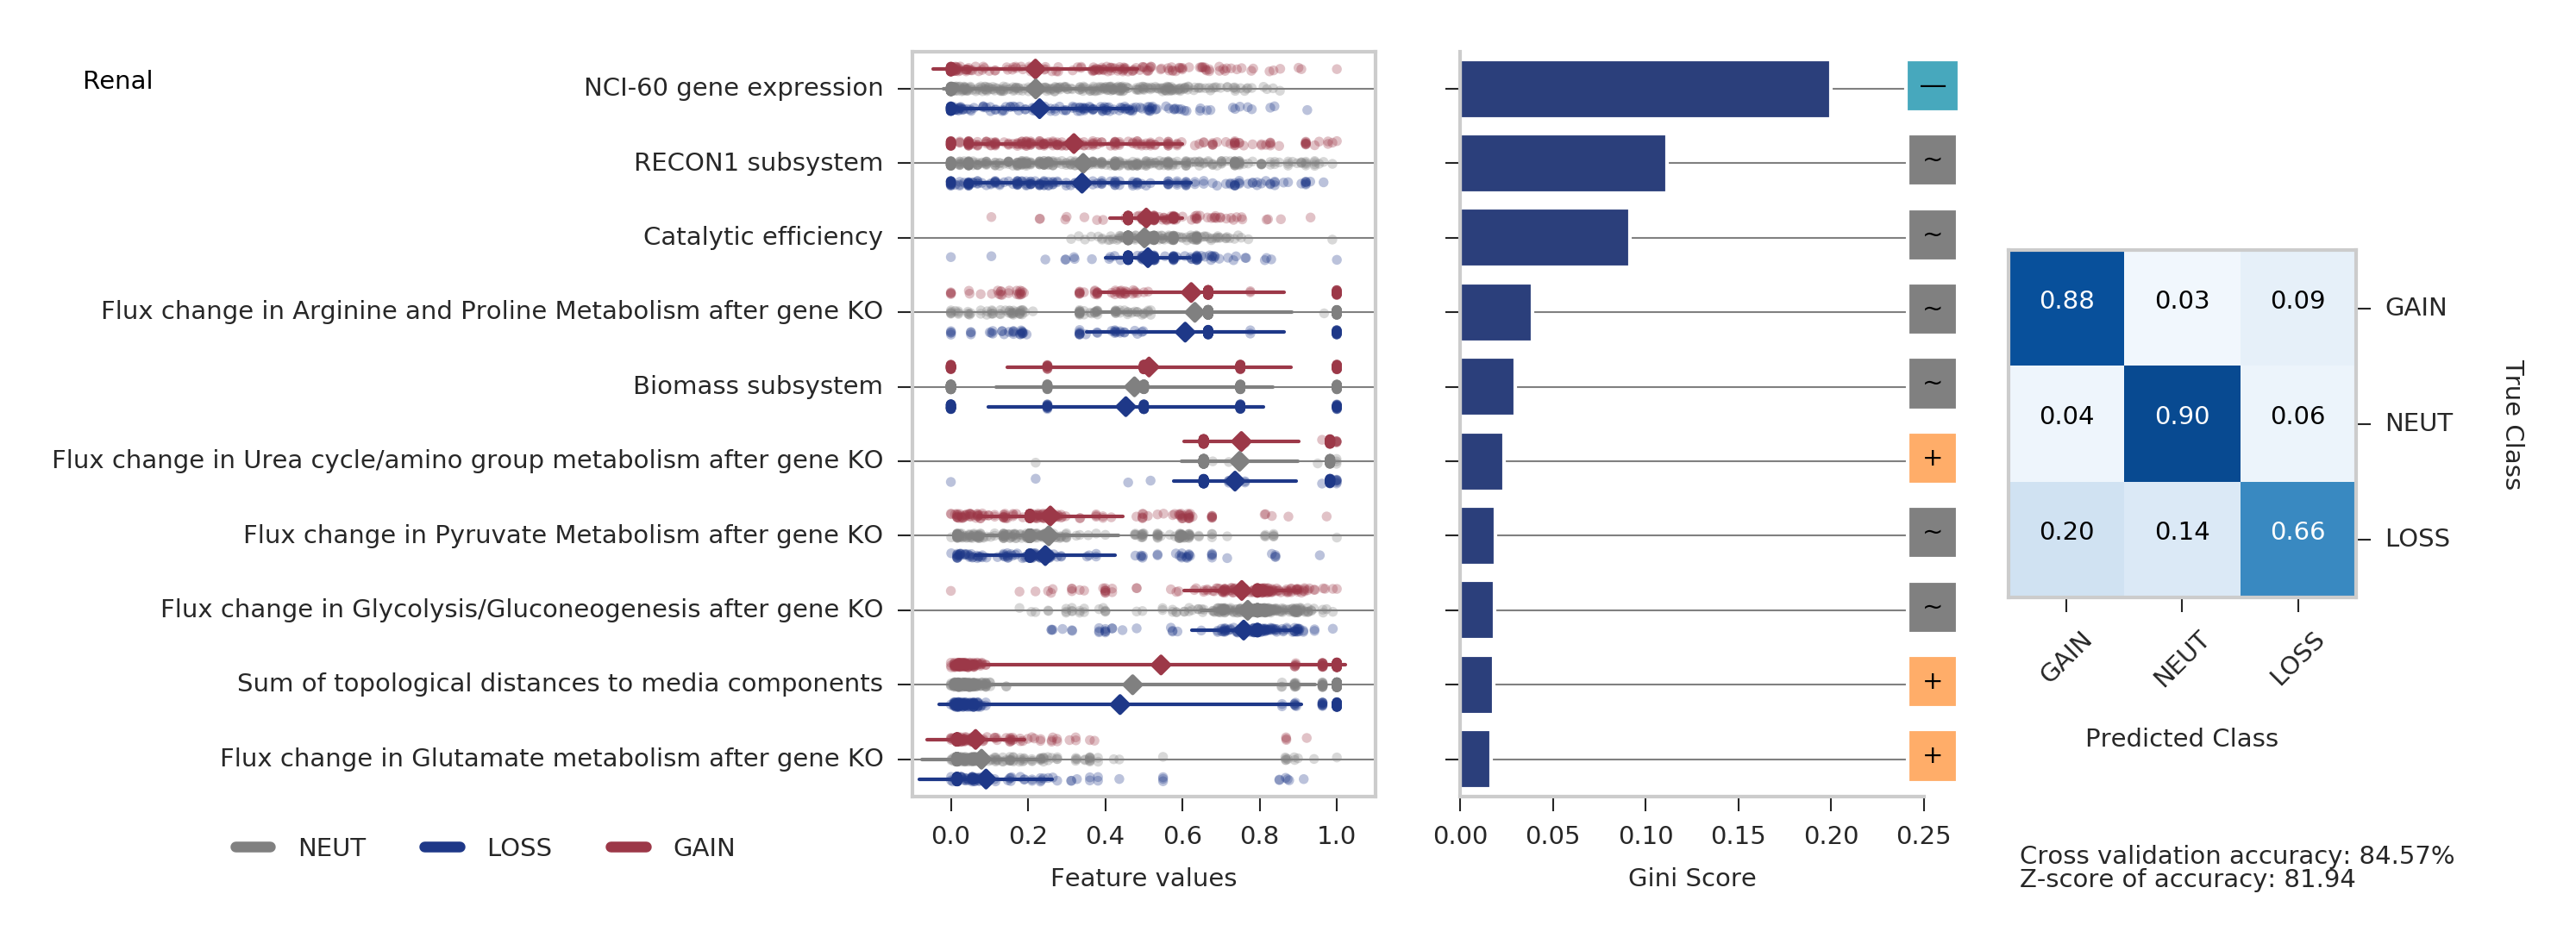 Renal
NCI-60 gene expression
RECON1 subsystem
Catalytic efficiency
Flux change in Arginine and Proline Metabolism after gene KO
Biomass subsystem
Flux change in Urea cycle/amino group metabolism after gene KO
Flux change in Pyruvate Metabolism after gene KO
Flux change in Glycolysis/Gluconeogenesis after gene KO
Sum of topological distances to media components
Flux change in Glutamate metabolism after gene KO
NEUT LOSS GAIN
0.0 0.2 0.4 0.6 0.8 1.0
Feature values
—
~
~
~
~
+
~
~
+
+
0.00 0.05 0.10 0.15 0.20 0.25
Gini Score
0.88 0.03 0.09 GAIN
0.04 0.90 0.06 NEUT
0.20 0.14 0.66 LOSS
True Class
GAIN NEUT LOSS
Predicted Class
Cross validation accuracy: 84.57%
Z-score of accuracy: 81.94